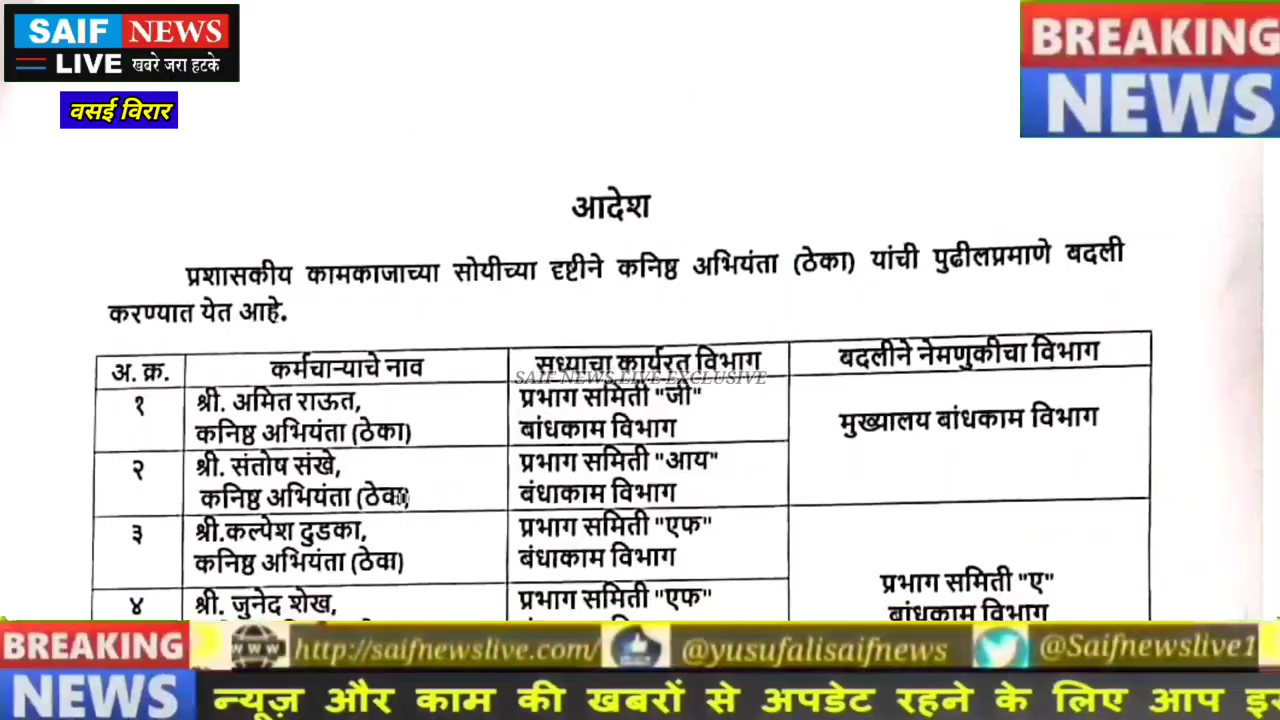 SAIF NEWS
LIVE खबरे जरा हटके
BREAKING
NEWS
वसई विरार
आदेश
प्रशासकीय कामकाजाच्या सोयीच्या दृष्टीने कनिष्ठ अभियंता (ठेका) यांची पुढीलप्रमाणे बदली
करण्यात येत आहे.
अ. क्र. कर्मचाऱ्याचे नाव सध्याचा कार्यरत विभाग बदलीने नेमणुकीचा विभाग
SAIF NEWS LIVE EXCLUSIVE
१ श्री. अमित राऊत, प्रभाग समिती "जी"
कनिष्ठ अभियंता (ठेका) बांधकाम विभाग मुख्यालय बांधकाम विभाग
२ श्री. संतोष संखे, प्रभाग समिती "आय"
कनिष्ठ अभियंता (ठेका) बंधाकाम विभाग
३ श्री.कल्पेश दुडका, प्रभाग समिती "एफ"
कनिष्ठ अभियंता (ठेका) बंधाकाम विभाग
प्रभाग समिती "ए"
४ श्री. जुनेद शेख, प्रभाग समिती "एफ"
बांधकाम विभाग
BREAKING
NEWS
www http://saifnewslive.com/ @yusufalisaifnews @Saifnewslive1
न्यूज़ और काम की खबरों से अपडेट रहने के लिए आप इस